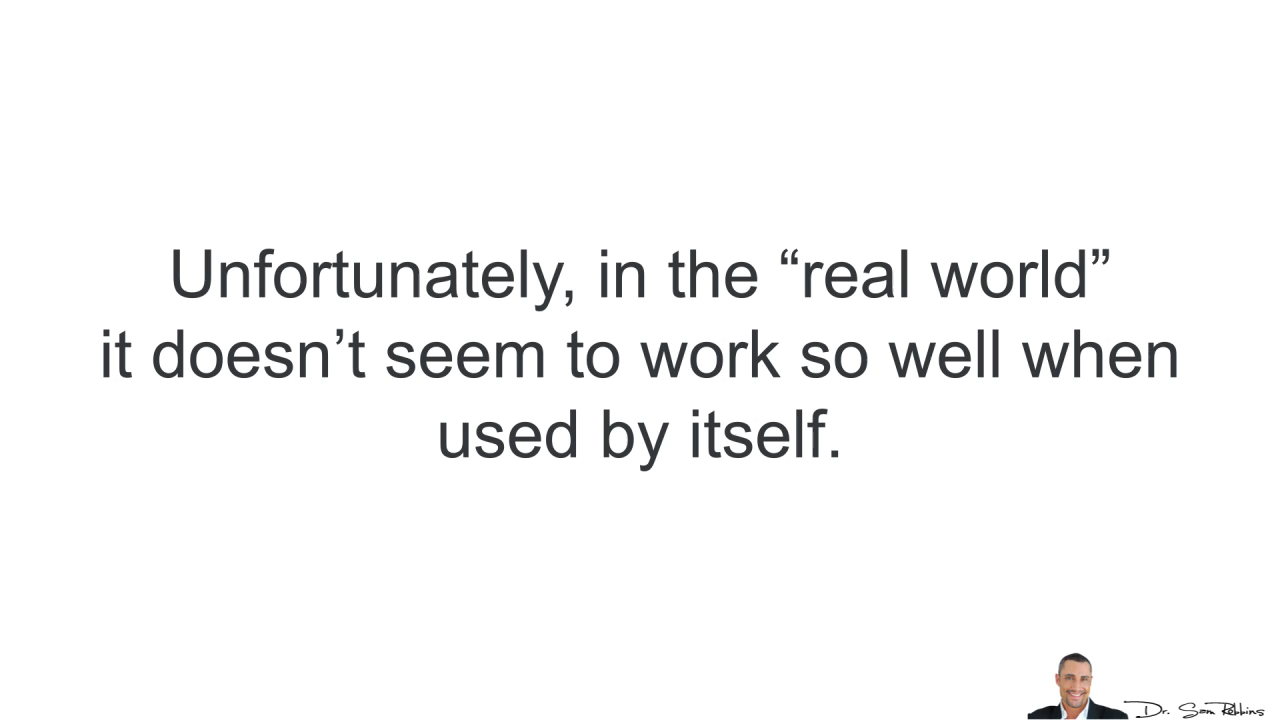 Unfortunately, in the “real world”
it doesn’t seem to work so well when
used by itself.
Dr. Sam Robbins